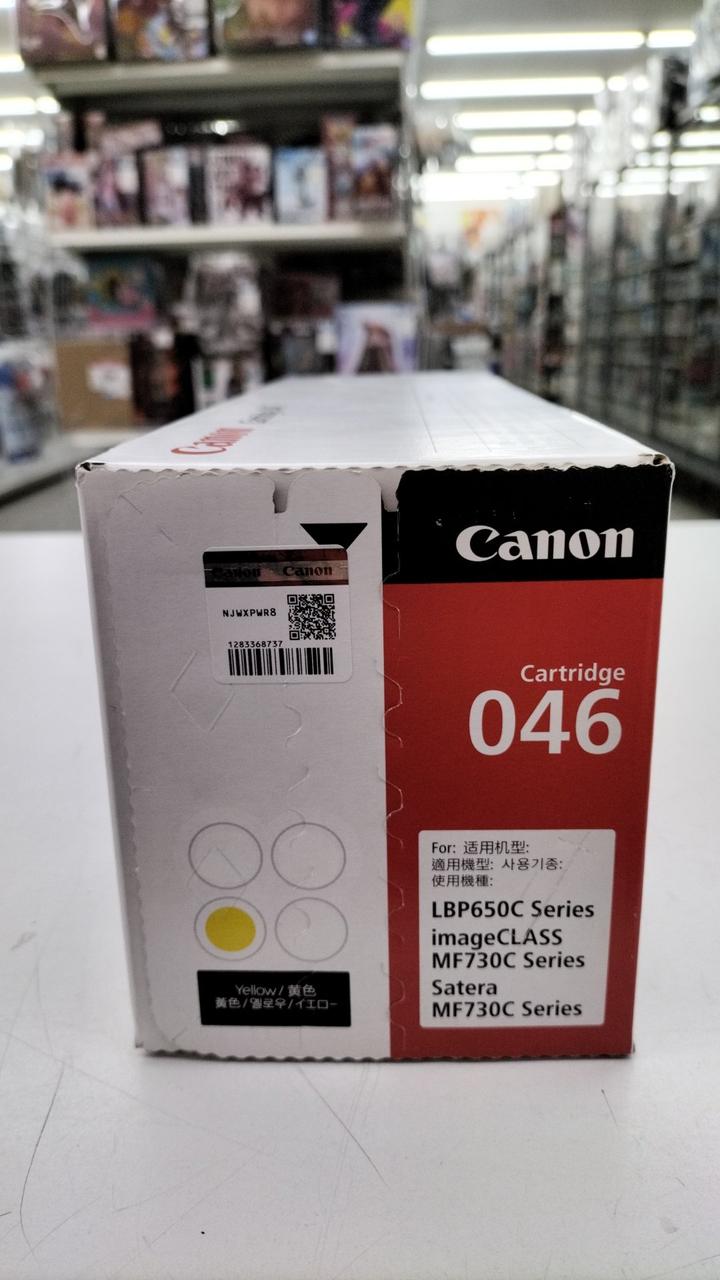 Canon
Canon Canon
NJWXPWR8
1283368737
Canon
Cartridge
046
For: 适用机型:
適用機型: 사용기종:
使用機種:
LBP650C Series
imageCLASS
MF730C Series
Satera
MF730C Series
Yellow / 黄色
黃色 / 옐로우 / イエロー